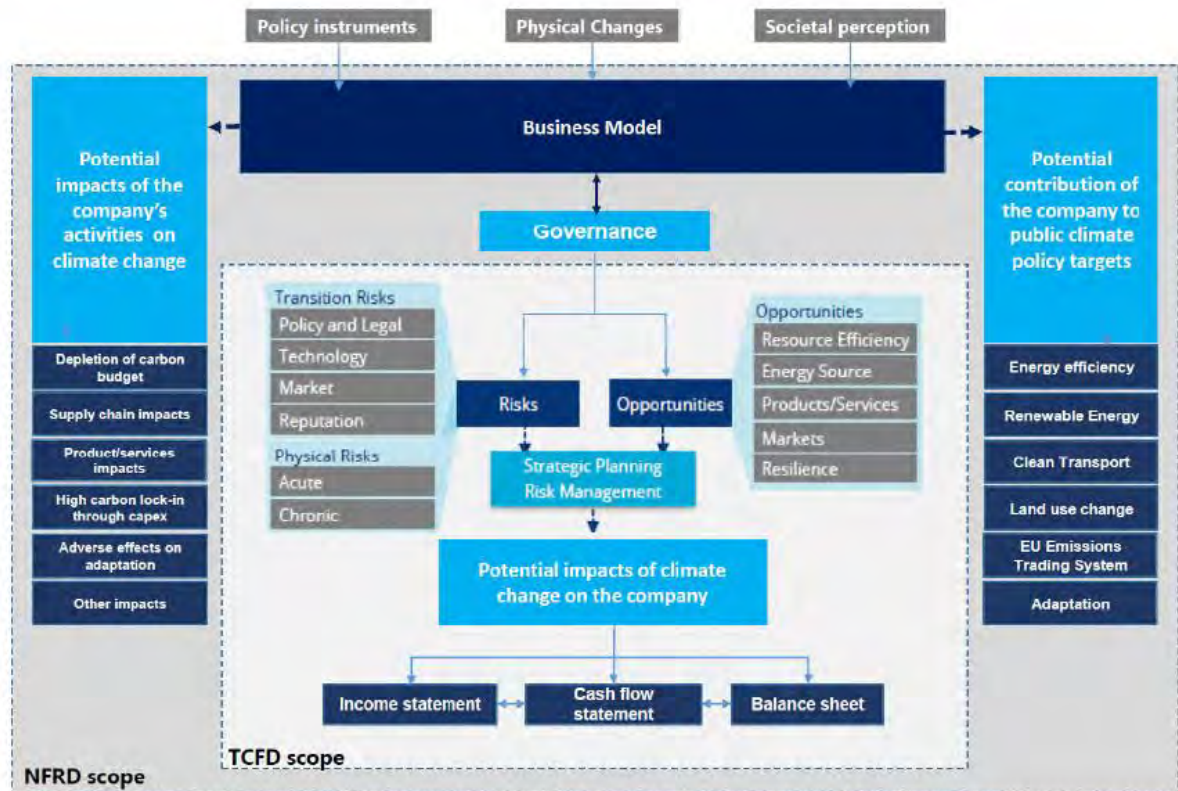 Policy instruments
Physical Changes
Societal perception
Business Model
Potential
impacts of the
company's
activities on
climate change
Depletion of carbon
budget
Supply chain impacts
Product/services
impacts
High carbon lock-in
through capex
Adverse effects on
adaptation
Other impacts
Governance
Transition Risks
Policy and Legal
Technology
Market
Reputation
Physical Risks
Acute
Chronic
Risks
Opportunities
Opportunities
Resource Efficiency
Energy Source
Products/Services
Markets
Resilience
Strategic Planning
Risk Management
Potential impacts of climate
change on the company
Income statement
Cash flow
statement
Balance sheet
Potential
contribution of
the company to
public climate
policy targets
Energy efficiency
Renewable Energy
Clean Transport
Land use change
EU Emissions
Trading System
Adaptation
TCFD scope
NFRD scope